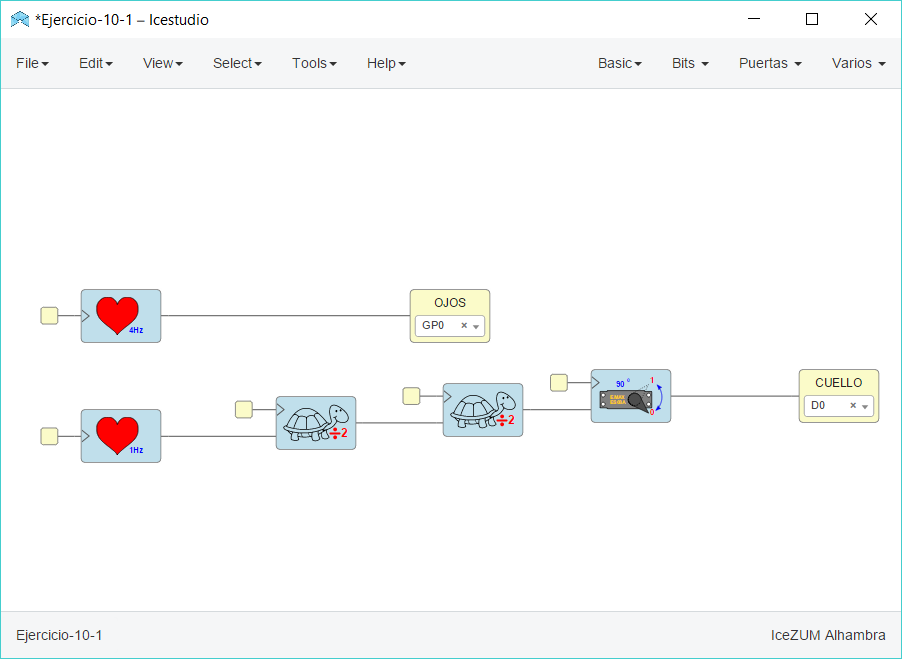 *Ejercicio-10-1 – Icestudio
File Edit View Select Tools Help Basic Bits Puertas Varios
4Hz
OJOS
GP0
1Hz
÷2
÷2
90 °
1
0
CUELLO
D0
Ejercicio-10-1
IceZUM Alhambra